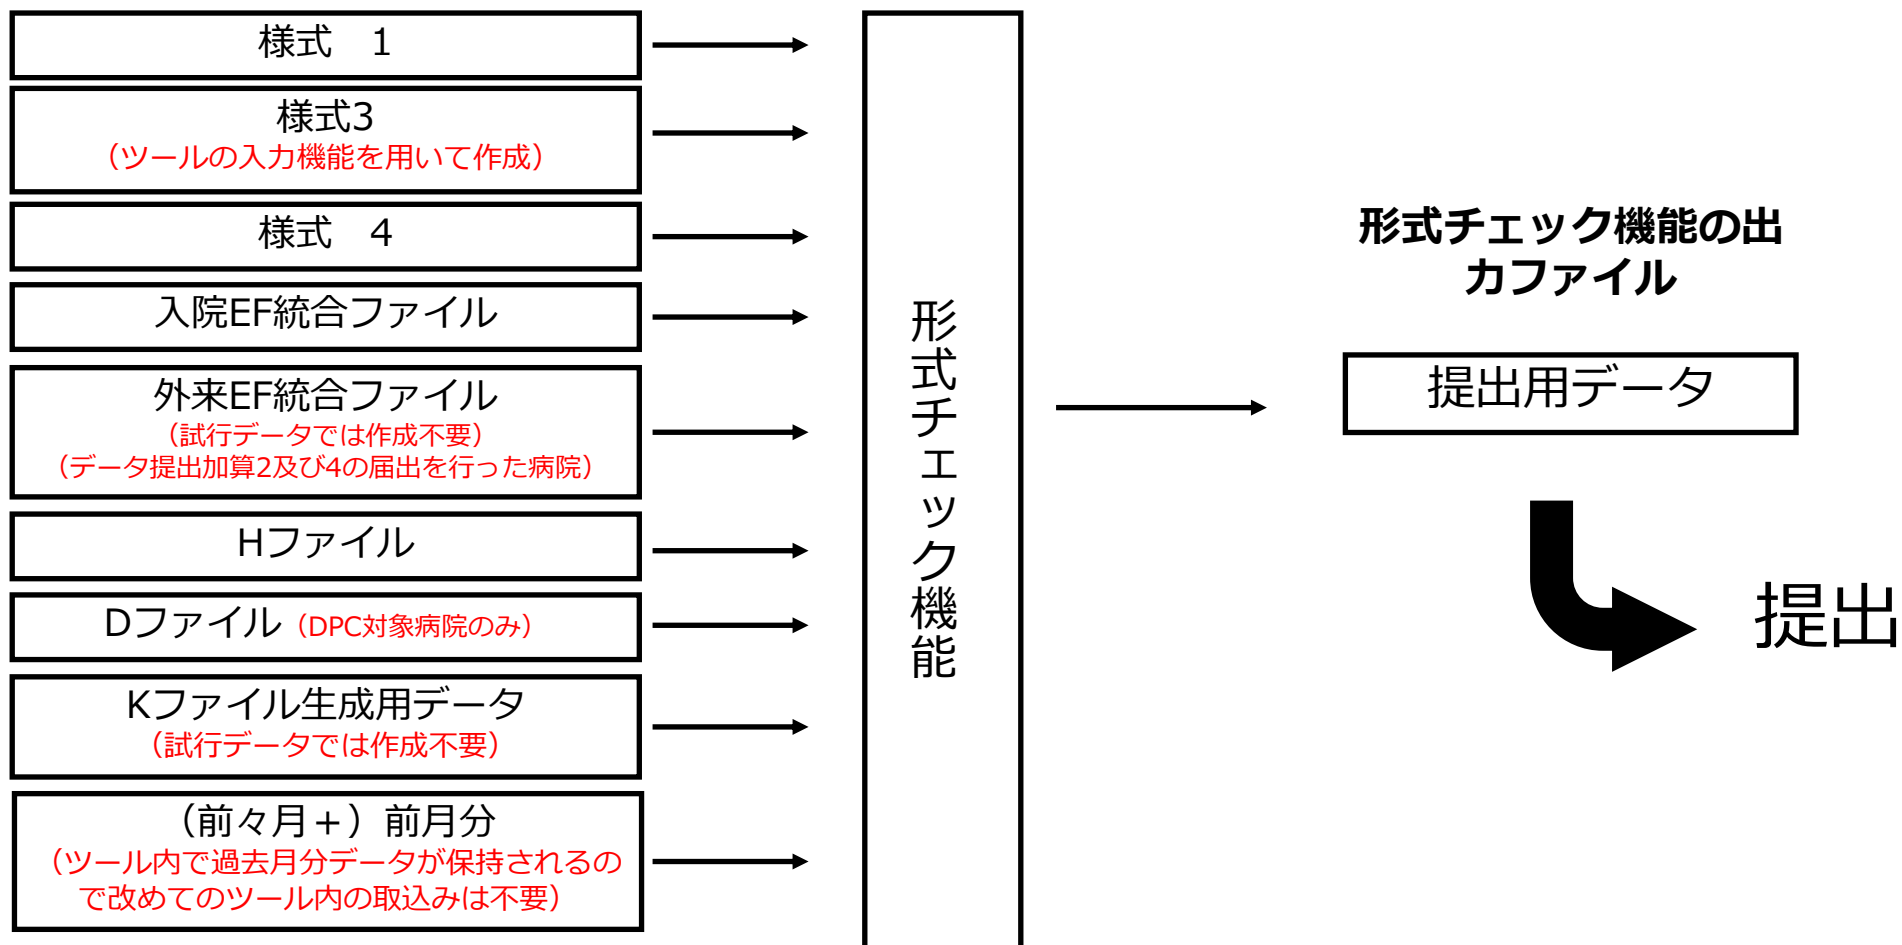 様式　1
様式3
（ツールの入力機能を用いて作成）
様式　4
入院EF統合ファイル
外来EF統合ファイル
（試行データでは作成不要）
（データ提出加算2及び4の届出を行った病院）
Hファイル
Dファイル（DPC対象病院のみ）
Kファイル生成用データ
（試行データでは作成不要）
（前々月＋）前月分
（ツール内で過去月分データが保持されるの
で改めてのツール内の取込みは不要）
形式チェック機能
形式チェック機能の出
力ファイル
提出用データ
提出